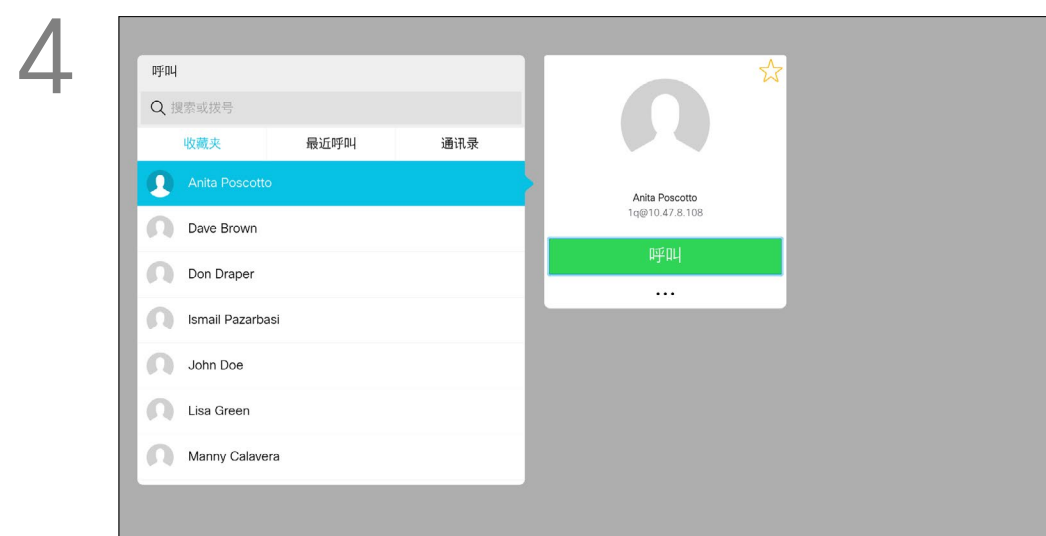 4
呼叫
搜索或拨号
收藏夹 最近呼叫 通讯录
Anita Poscotto
Dave Brown
Don Draper
Ismail Pazarbasi
John Doe
Lisa Green
Manny Calavera
Anita Poscotto
1q@10.47.8.108
呼叫
...